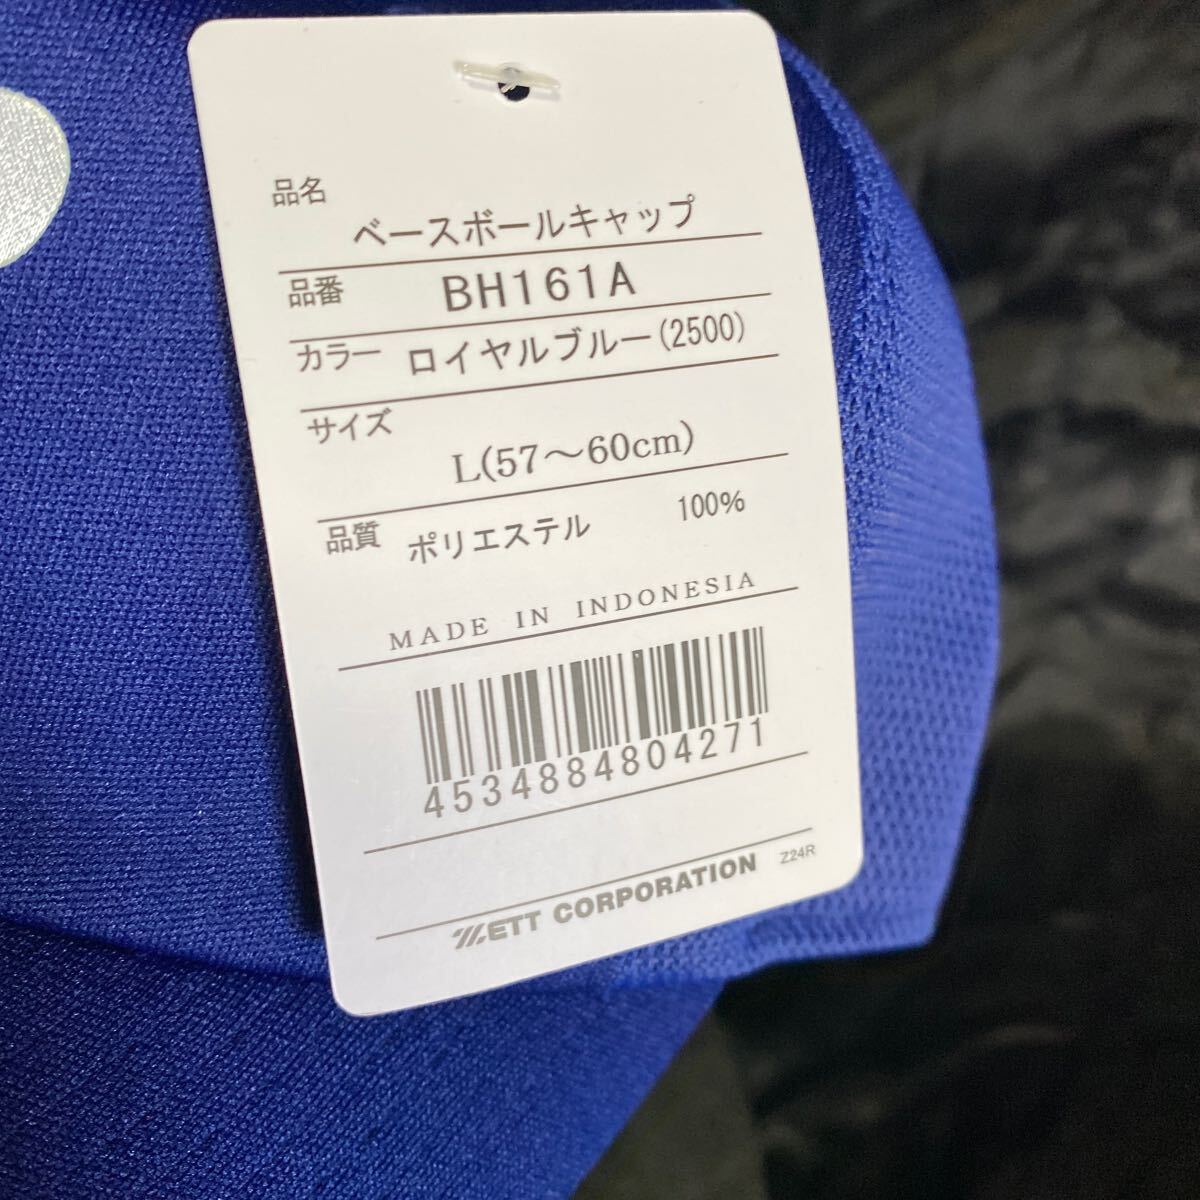 品名
ベースボールキャップ
品番 BH161A
カラー ロイヤルブルー(2500)
サイズ
L(57〜60cm)
品質 ポリエステル 100%
MADE IN INDONESIA
4534884804271
ZETT CORPORATION Z24R